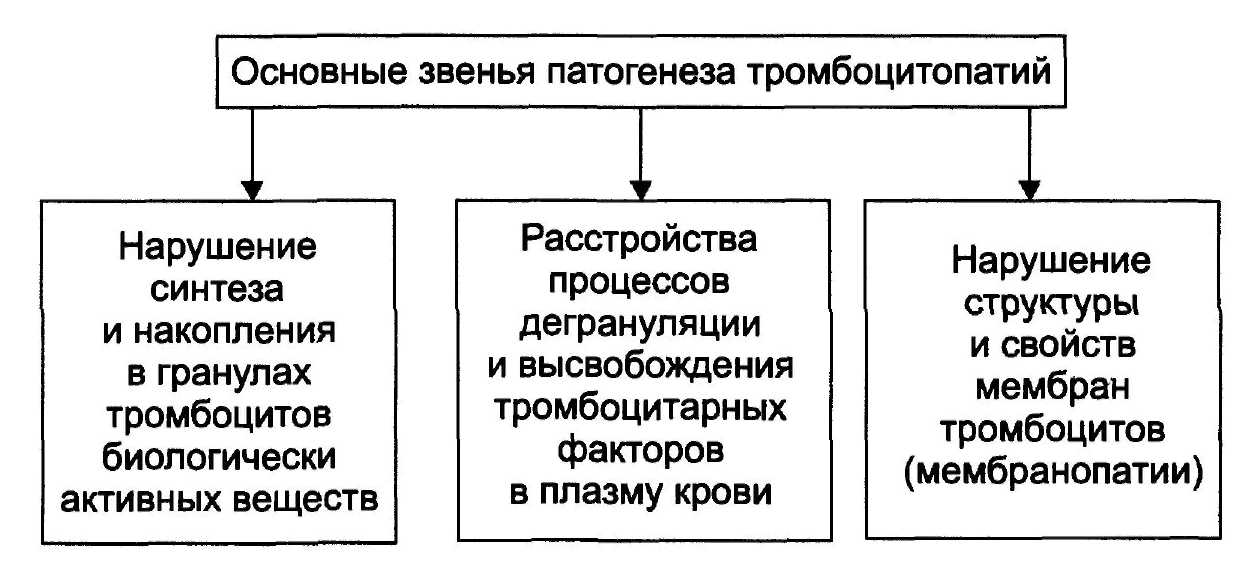 Основные звенья патогенеза тромбоцитопатий
Нарушение
синтеза
и накопления
в гранулах
тромбоцитов
биологически
активных веществ
Расстройства
процессов
дегрануляции
и высвобождения
тромбоцитарных
факторов
в плазму крови
Нарушение
структуры
и свойств
мембран
тромбоцитов
(мембранопатии)